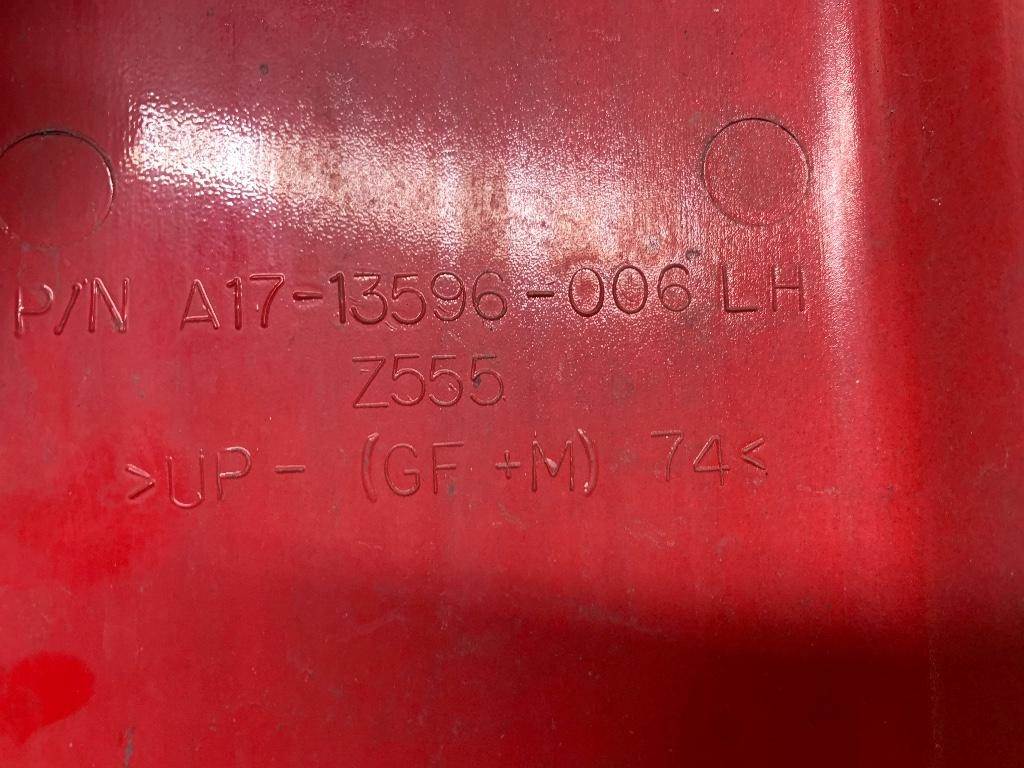 P/N A17-13596-006 LH
Z555
>UP- (GF +M) 74<